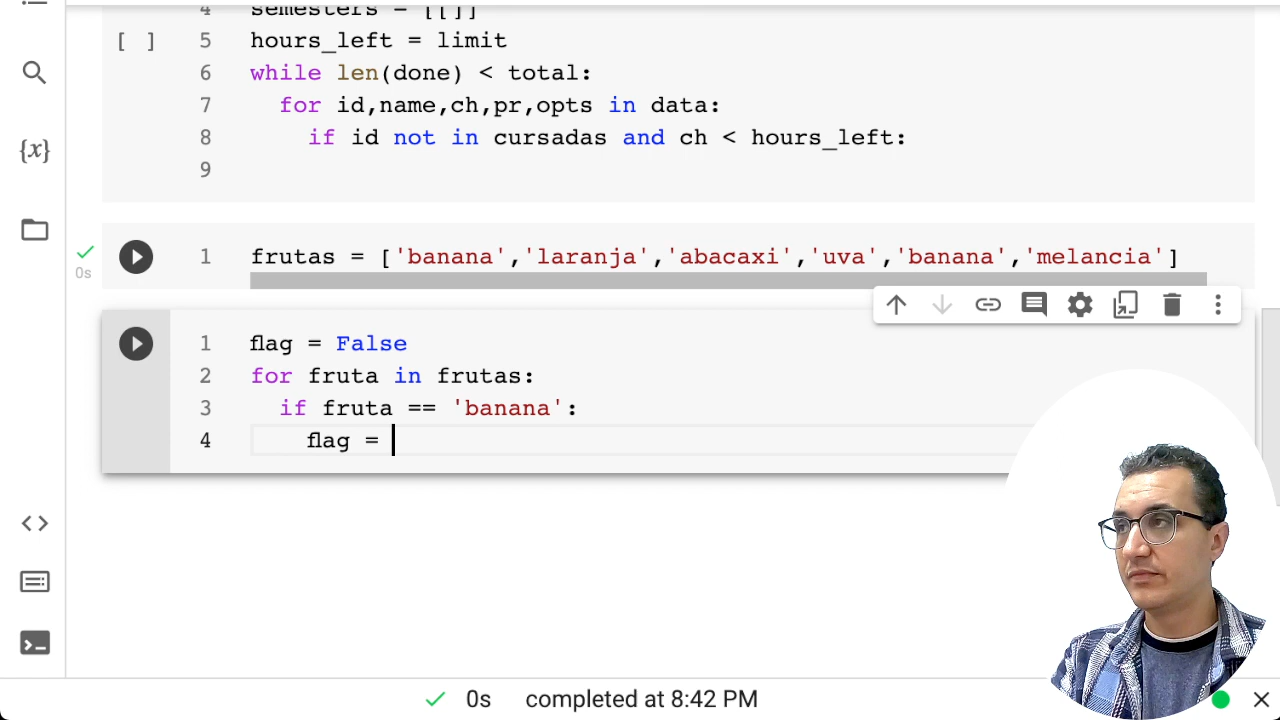 4 semesters = [[]]
[ ] 5 hours_left = limit
6 while len(done) < total:
{x} 7 for id,name,ch,pr,opts in data:
8 if id not in cursadas and ch < hours_left:
9
0s 1 frutas = ['banana','laranja','abacaxi','uva','banana','melancia']
1 flag = False
2 for fruta in frutas:
3 if fruta == 'banana':
4 flag =
0s completed at 8:42 PM